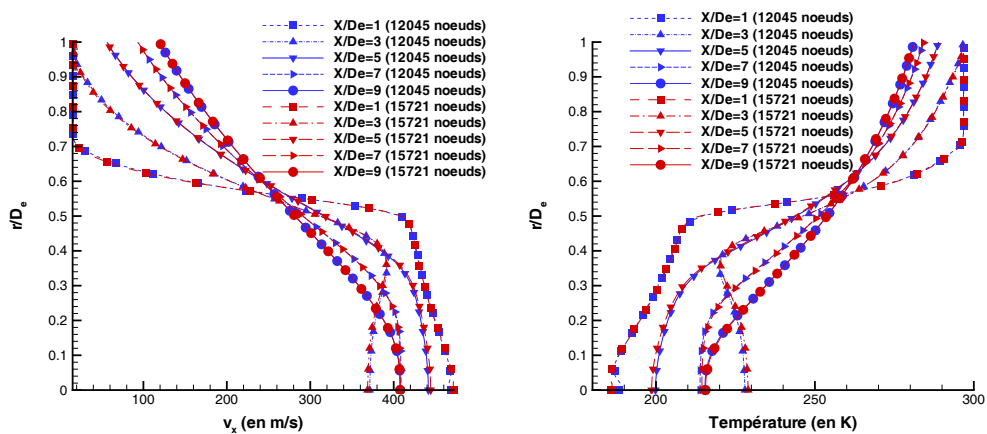 X/De=1 (12045 noeuds)
X/De=3 (12045 noeuds)
X/De=5 (12045 noeuds)
X/De=7 (12045 noeuds)
X/De=9 (12045 noeuds)
X/De=1 (15721 noeuds)
X/De=3 (15721 noeuds)
X/De=5 (15721 noeuds)
X/De=7 (15721 noeuds)
X/De=9 (15721 noeuds)
1
0.9
0.8
0.7
0.6
0.5
0.4
0.3
0.2
0.1
0
r/De
100 200 300 400
vx (en m/s)
X/De=1 (12045 noeuds)
X/De=3 (12045 noeuds)
X/De=5 (12045 noeuds)
X/De=7 (12045 noeuds)
X/De=9 (12045 noeuds)
X/De=1 (15721 noeuds)
X/De=3 (15721 noeuds)
X/De=5 (15721 noeuds)
X/De=7 (15721 noeuds)
X/De=9 (15721 noeuds)
1
0.9
0.8
0.7
0.6
0.5
0.4
0.3
0.2
0.1
0
r/De
200 220 240 260 280 300
Température (en K)